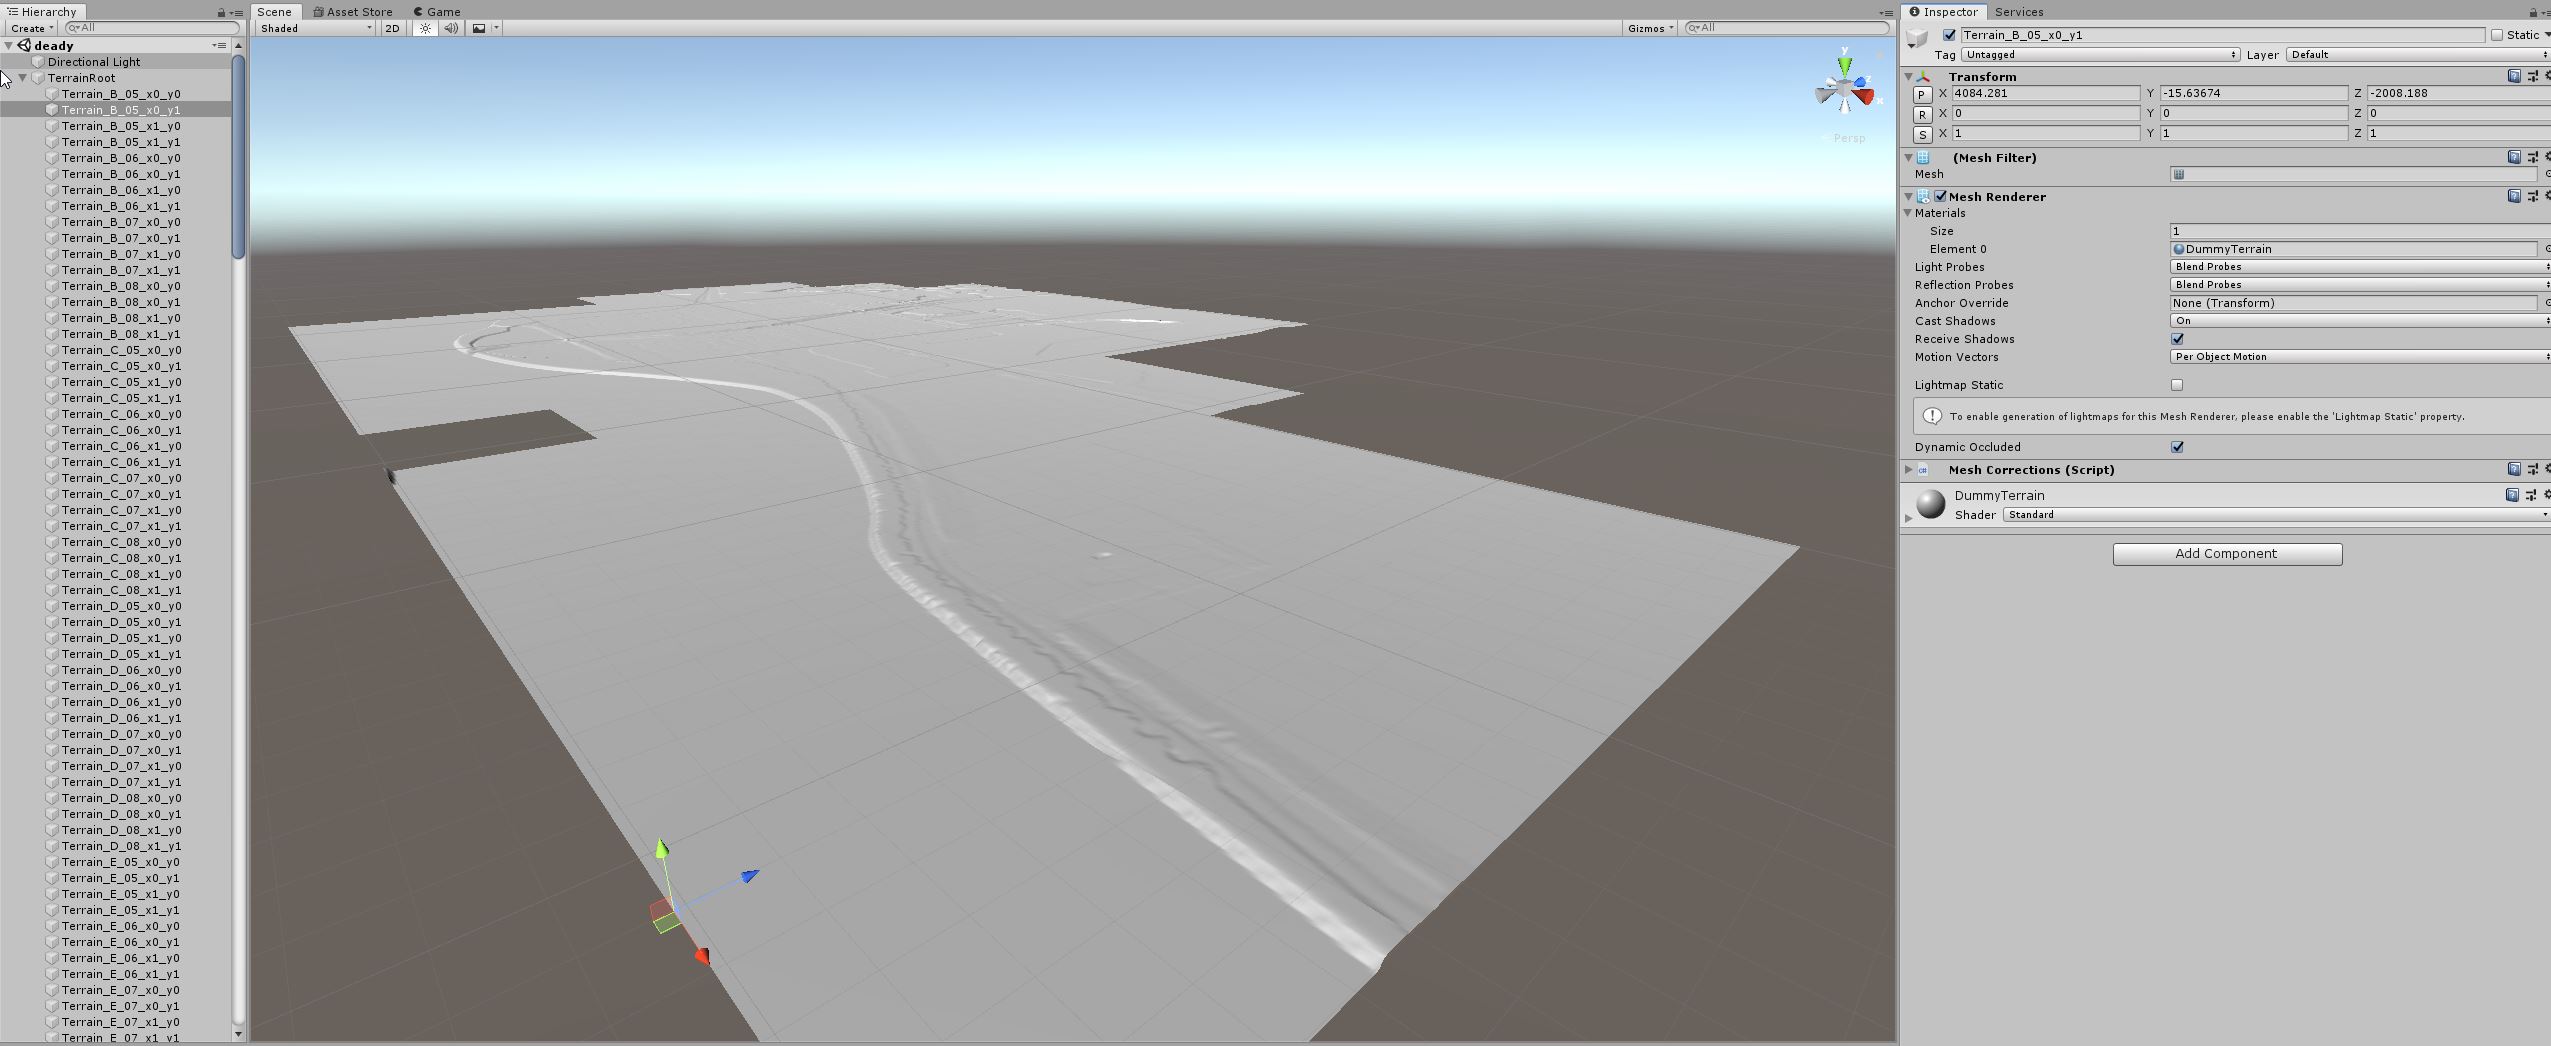 Hierarchy
Create
All
deady
Directional Light
TerrainRoot
Terrain_B_05_x0_y0
Terrain_B_05_x0_y1
Terrain_B_05_x1_y0
Terrain_B_05_x1_y1
Terrain_B_06_x0_y0
Terrain_B_06_x0_y1
Terrain_B_06_x1_y0
Terrain_B_06_x1_y1
Terrain_B_07_x0_y0
Terrain_B_07_x0_y1
Terrain_B_07_x1_y0
Terrain_B_07_x1_y1
Terrain_B_08_x0_y0
Terrain_B_08_x0_y1
Terrain_B_08_x1_y0
Terrain_B_08_x1_y1
Terrain_C_05_x0_y0
Terrain_C_05_x0_y1
Terrain_C_05_x1_y0
Terrain_C_05_x1_y1
Terrain_C_06_x0_y0
Terrain_C_06_x0_y1
Terrain_C_06_x1_y0
Terrain_C_06_x1_y1
Terrain_C_07_x0_y0
Terrain_C_07_x0_y1
Terrain_C_07_x1_y0
Terrain_C_07_x1_y1
Terrain_C_08_x0_y0
Terrain_C_08_x0_y1
Terrain_C_08_x1_y0
Terrain_C_08_x1_y1
Terrain_D_05_x0_y0
Terrain_D_05_x0_y1
Terrain_D_05_x1_y0
Terrain_D_05_x1_y1
Terrain_D_06_x0_y0
Terrain_D_06_x0_y1
Terrain_D_06_x1_y0
Terrain_D_06_x1_y1
Terrain_D_07_x0_y0
Terrain_D_07_x0_y1
Terrain_D_07_x1_y0
Terrain_D_07_x1_y1
Terrain_D_08_x0_y0
Terrain_D_08_x0_y1
Terrain_D_08_x1_y0
Terrain_D_08_x1_y1
Terrain_E_05_x0_y0
Terrain_E_05_x0_y1
Terrain_E_05_x1_y0
Terrain_E_05_x1_y1
Terrain_E_06_x0_y0
Terrain_E_06_x0_y1
Terrain_E_06_x1_y0
Terrain_E_06_x1_y1
Terrain_E_07_x0_y0
Terrain_E_07_x0_y1
Terrain_E_07_x1_y0
Terrain_E_07_x1_y1
Scene Asset Store Game
Shaded 2D Gizmos All
y
z
x
Persp
Inspector Services
Terrain_B_05_x0_y1 Static
Tag Untagged Layer Default
Transform
P X 4084.281 Y -15.63674 Z -2008.188
R X 0 Y 0 Z 0
S X 1 Y 1 Z 1
(Mesh Filter)
Mesh
Mesh Renderer
Materials
Size 1
Element 0 DummyTerrain
Light Probes Blend Probes
Reflection Probes Blend Probes
Anchor Override None (Transform)
Cast Shadows On
Receive Shadows
Motion Vectors Per Object Motion
Lightmap Static
To enable generation of lightmaps for this Mesh Renderer, please enable the 'Lightmap Static' property.
Dynamic Occluded
Mesh Corrections (Script)
DummyTerrain
Shader Standard
Add Component